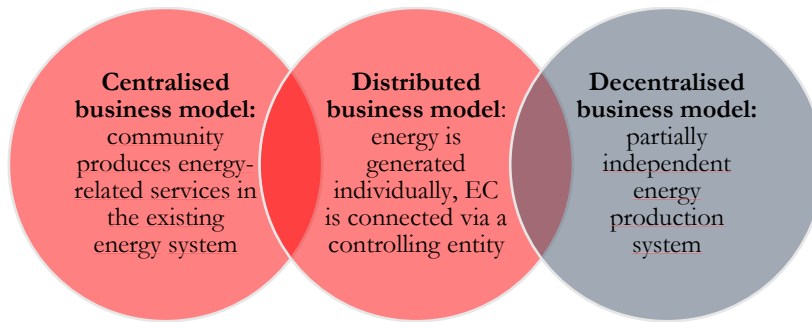 Centralised
business model:
community
produces energy-
related services in
the existing
energy system
Distributed
business model:
energy is
generated
individually, EC
is connected via a
controlling entity
Decentralised
business model:
partially
independent
energy
production
system